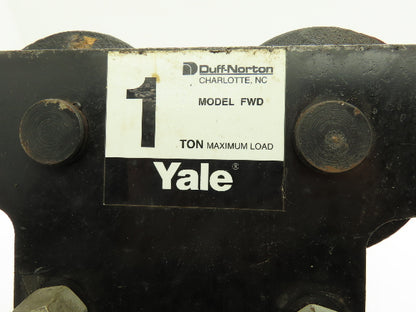 Duff-Norton
CHARLOTTE, NC
1
MODEL FWD
TON MAXIMUM LOAD
Yale®